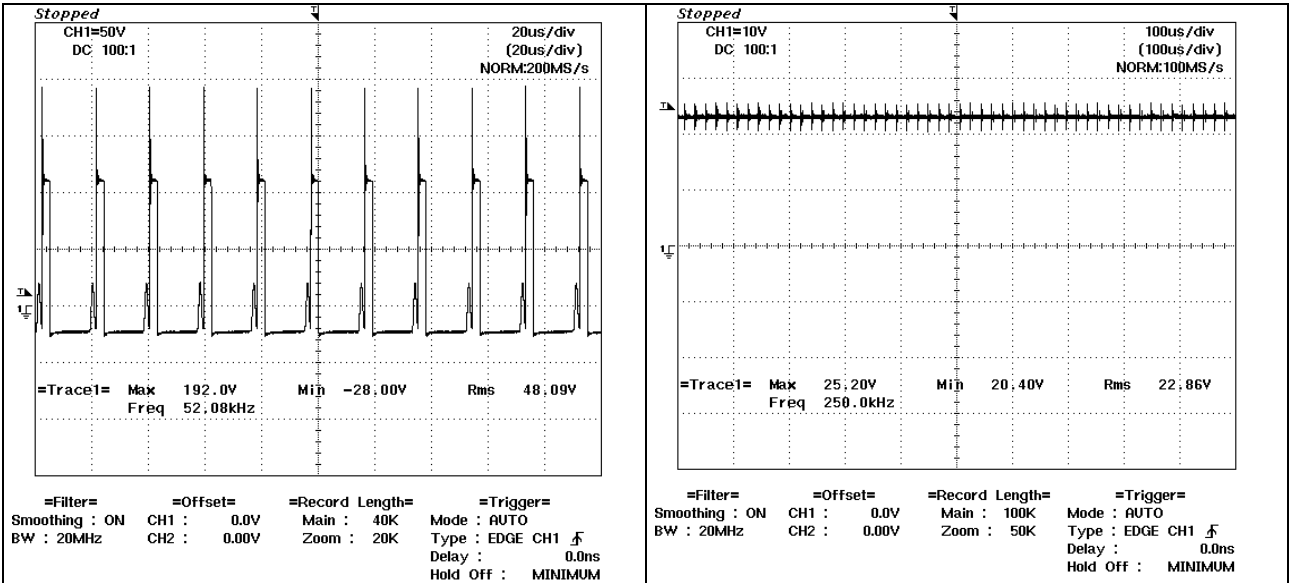 Stopped
T
CH1=50V
20us/div
DC 100:1
(20us/div)
NORM:200MS/s
T
1
=Trace1= Max 192.0V Min -28.00V Rms 48.09V
Freq 52.08kHz
=Filter= =Offset= =Record Length= =Trigger=
Smoothing : ON CH1 : 0.0V Main : 40K Mode : AUTO
BW : 20MHz CH2 : 0.00V Zoom : 20K Type : EDGE CH1
Delay : 0.0ns
Hold Off : MINIMUM
Stopped
T
CH1=10V
100us/div
DC 100:1
(100us/div)
NORM:100MS/s
T
1
=Trace1= Max 25.20V Min 20.40V Rms 22.86V
Freq 250.0kHz
=Filter= =Offset= =Record Length= =Trigger=
Smoothing : ON CH1 : 0.0V Main : 100K Mode : AUTO
BW : 20MHz CH2 : 0.00V Zoom : 50K Type : EDGE CH1
Delay : 0.0ns
Hold Off : MINIMUM